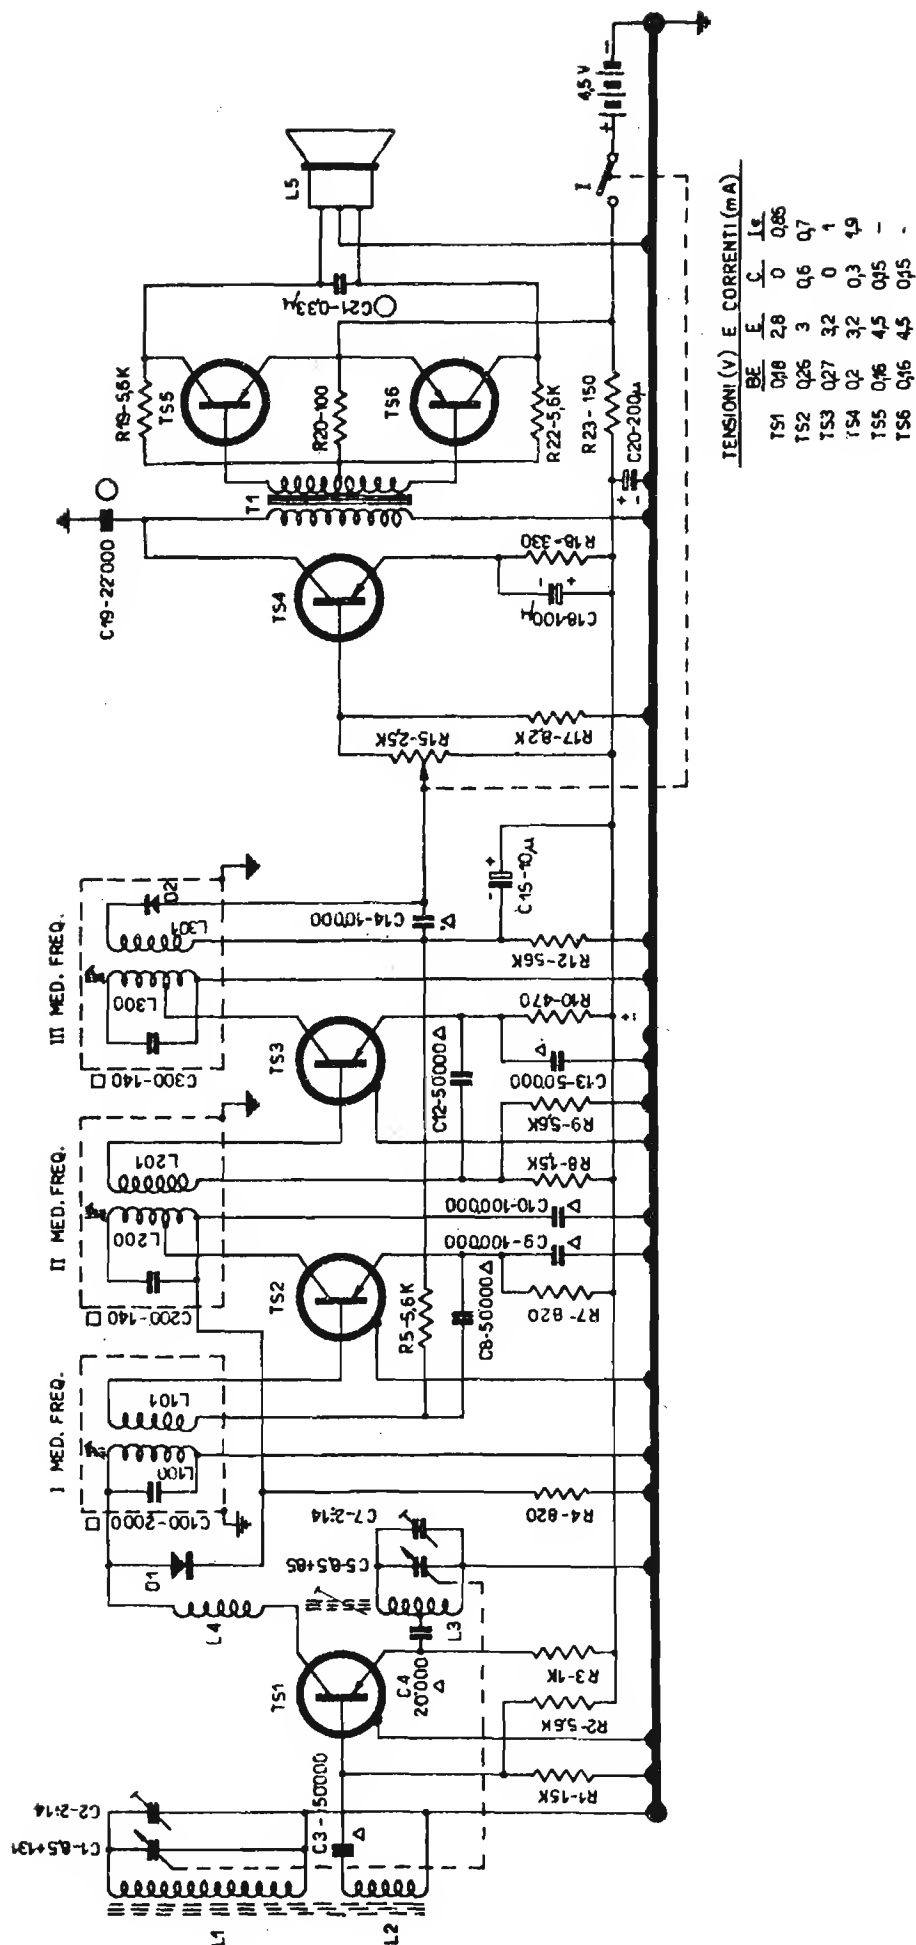 L5
4,5 V
+
-
I
C21-0,33µ
R19-5,6K
TS5
R20-100
TS6
R22-5,6K
R23-150
C20-200µ
+
-
T1
C19-22000
TS4
R18-330
C18-100µ
-
+
R15-2,5K
R17-8,2K
III MED. FREQ.
D2
L301
L300
C300-140
C14-10000
C15-10µ
-
+
R12-56K
R10-470
TS3
C12-50000
C13-50000
R9-5,6K
R8-1,5K
II MED. FREQ.
L201
L200
C200-140
C10-100000
C9-100000
TS2
R5-5,6K
C8-50000
R7-820
I MED. FREQ.
L101
L100
C100-2000
D1
R4-820
C7-2÷14
C5-8,5÷85
L4
L3
TS1
C4
20000
R3-1K
R2-5,6K
R1-15K
C3-150000
C2-2÷14
C1-8,5÷131
L1
L2
TENSIONI (V) E CORRENTI (mA)
BE E C Ie
TS1 0,18 2,8 0 0,85
TS2 0,26 3 0,6 0,7
TS3 0,27 3,2 0 1
TS4 0,2 3,2 0,3 1,9
TS5 0,16 4,5 0,15 -
TS6 0,16 4,5 0,15 -